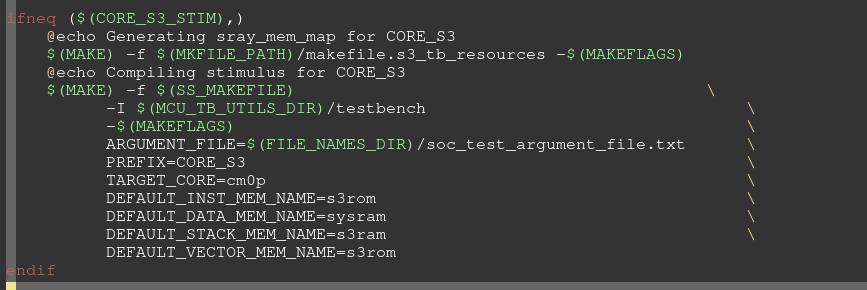 ifneq ($(CORE_S3_STIM),)
@echo Generating sray_mem_map for CORE_S3
$(MAKE) -f $(MKFILE_PATH)/makefile.s3_tb_resources -$(MAKEFLAGS)
@echo Compiling stimulus for CORE_S3
$(MAKE) -f $(SS_MAKEFILE) \
-I $(MCU_TB_UTILS_DIR)/testbench \
-$(MAKEFLAGS) \
ARGUMENT_FILE=$(FILE_NAMES_DIR)/soc_test_argument_file.txt \
PREFIX=CORE_S3 \
TARGET_CORE=cm0p \
DEFAULT_INST_MEM_NAME=s3rom \
DEFAULT_DATA_MEM_NAME=sysram \
DEFAULT_STACK_MEM_NAME=s3ram \
DEFAULT_VECTOR_MEM_NAME=s3rom
endif